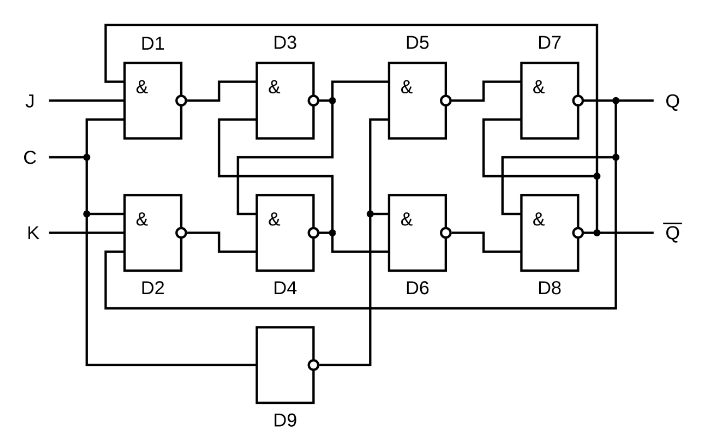 D1 D3 D5 D7
& & & &
J Q
C
& & & &
K Q̅
D2 D4 D6 D8
D9